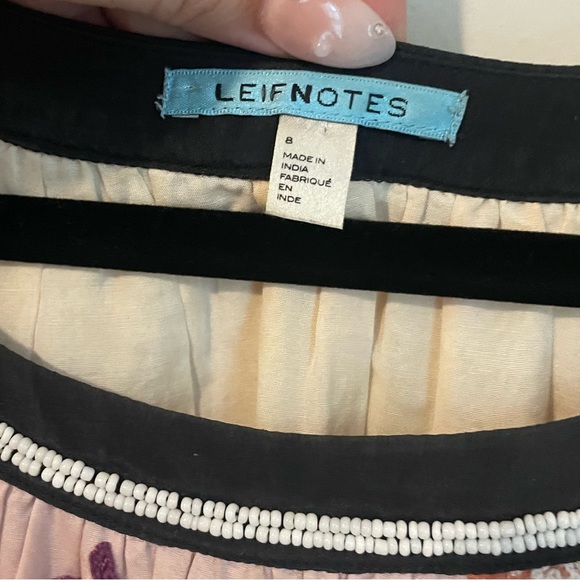 LEIFNOTES
8
MADE IN
INDIA
FABRIQUÉ
EN
INDE